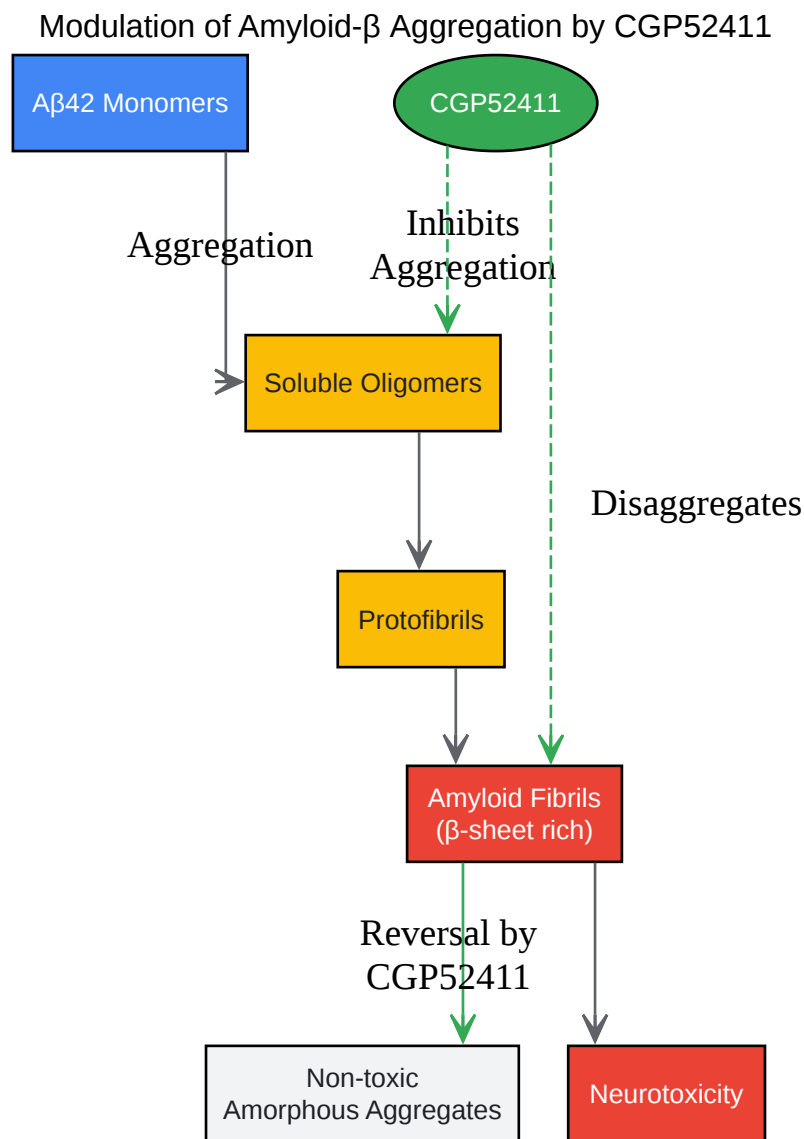 Modulation of Amyloid-β Aggregation by CGP52411
Aβ42 Monomers
CGP52411
Aggregation
Inhibits
Aggregation
Soluble Oligomers
Disaggregates
Protofibrils
Amyloid Fibrils
(β-sheet rich)
Reversal by
CGP52411
Non-toxic
Amorphous Aggregates
Neurotoxicity